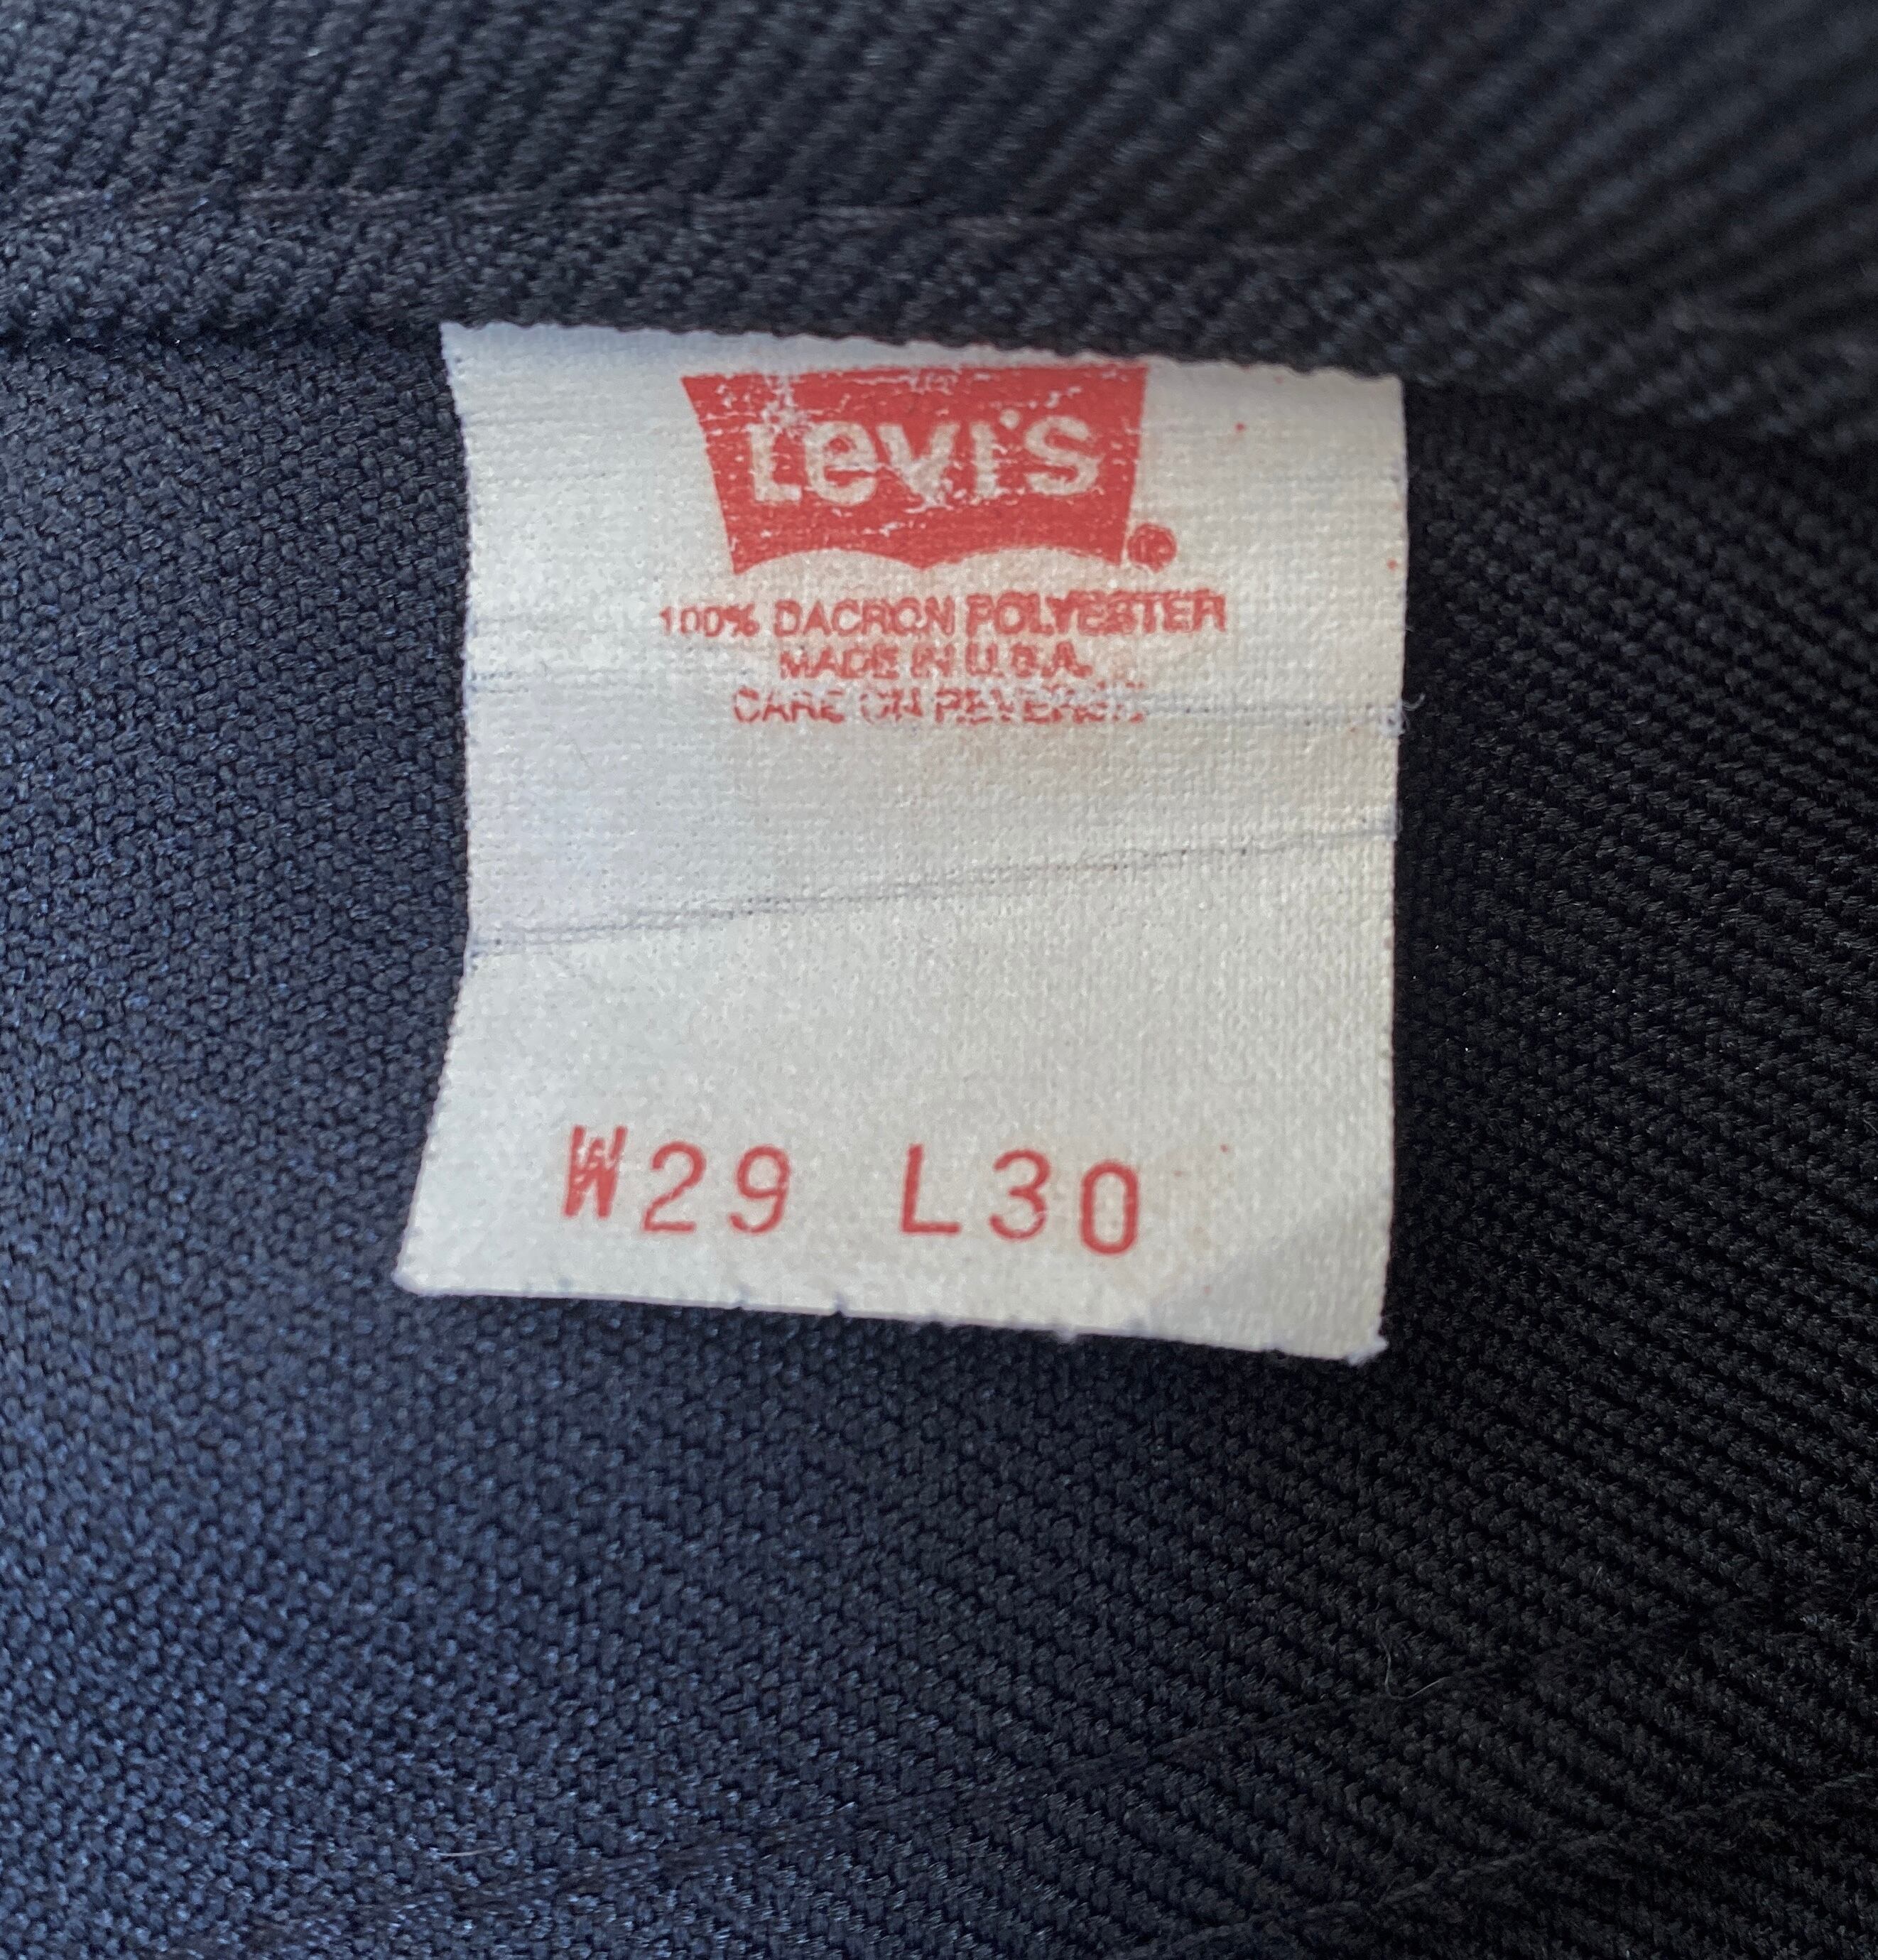 Levi's
100% DACRON POLYESTER
MADE IN U.S.A.
CARE ON REVERSE
W29 L30